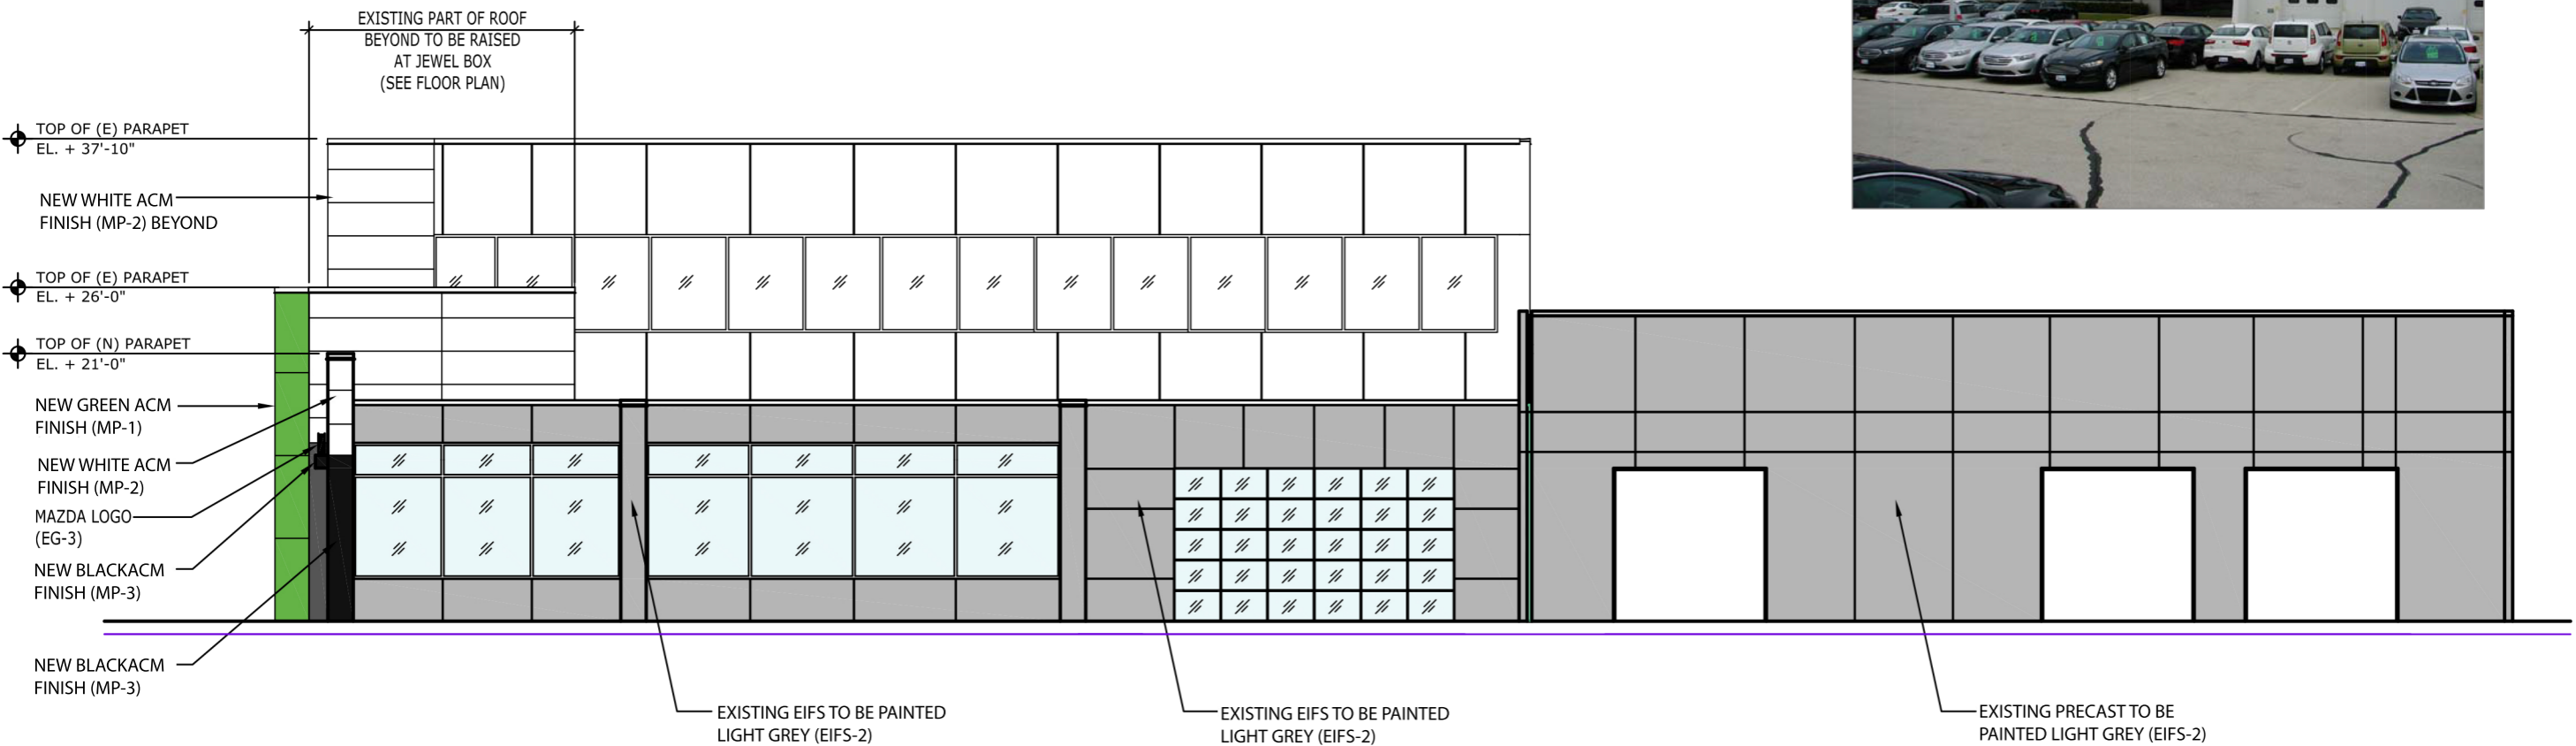 EXISTING PART OF ROOF
BEYOND TO BE RAISED
AT JEWEL BOX
(SEE FLOOR PLAN)
TOP OF (E) PARAPET
EL. + 37'-10"
NEW WHITE ACM
FINISH (MP-2) BEYOND
TOP OF (E) PARAPET
EL. + 26'-0"
TOP OF (N) PARAPET
EL. + 21'-0"
NEW GREEN ACM
FINISH (MP-1)
NEW WHITE ACM
FINISH (MP-2)
MAZDA LOGO
(EG-3)
NEW BLACKACM
FINISH (MP-3)
NEW BLACKACM
FINISH (MP-3)
EXISTING EIFS TO BE PAINTED
LIGHT GREY (EIFS-2)
EXISTING EIFS TO BE PAINTED
LIGHT GREY (EIFS-2)
EXISTING PRECAST TO BE
PAINTED LIGHT GREY (EIFS-2)